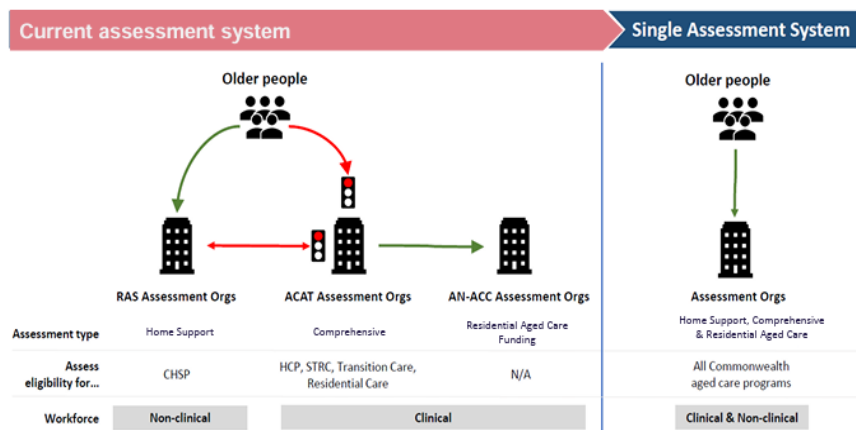 Current assessment system
Single Assessment System
Older people
Older people
RAS Assessment Orgs
ACAT Assessment Orgs
AN-ACC Assessment Orgs
Assessment Orgs
Assessment type
Home Support
Comprehensive
Residential Aged Care
Funding
Home Support, Comprehensive
& Residential Aged Care
Assess
eligibility for...
CHSP
HCP, STRC, Transition Care,
Residential Care
N/A
All Commonwealth
aged care programs
Workforce
Non-clinical
Clinical
Clinical & Non-clinical